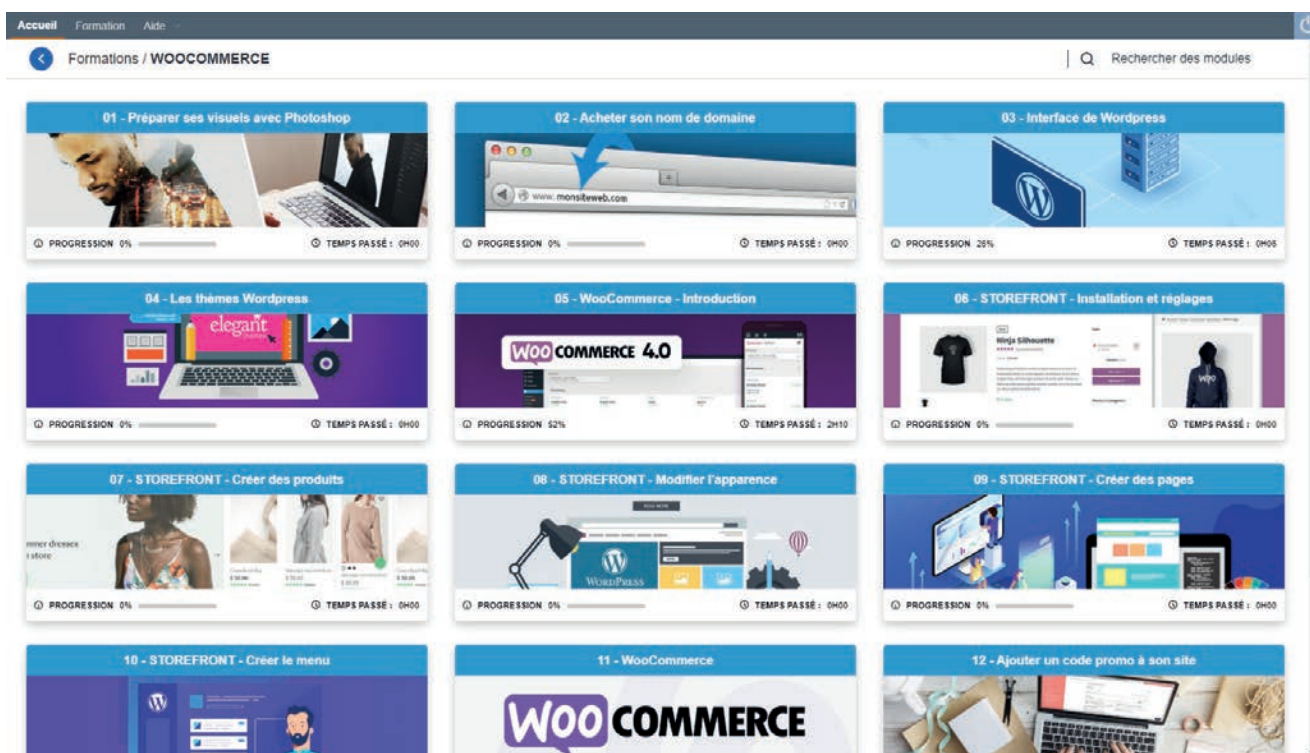 Accueil Formation Aide
Formations / WOOCOMMERCE Rechercher des modules
01 - Préparer ses visuels avec Photoshop
PROGRESSION 0% TEMPS PASSÉ : 0H00
02 - Acheter son nom de domaine
www. monsiteweb.com
PROGRESSION 0% TEMPS PASSÉ : 0H00
03 - Interface de Wordpress
PROGRESSION 26% TEMPS PASSÉ : 0H06
04 - Les thèmes Wordpress
elegant
PROGRESSION 0% TEMPS PASSÉ : 0H00
05 - WooCommerce - Introduction
WOO COMMERCE 4.0
PROGRESSION 52% TEMPS PASSÉ : 2H10
06 - STOREFRONT - Installation et réglages
Ninja Silhouette
WOO
PROGRESSION 0% TEMPS PASSÉ : 0H00
07 - STOREFRONT - Créer des produits
mer dresses
store
PROGRESSION 0% TEMPS PASSÉ : 0H00
08 - STOREFRONT - Modifier l'apparence
WORDPRESS
PROGRESSION 0% TEMPS PASSÉ : 0H00
09 - STOREFRONT - Créer des pages
PROGRESSION 0% TEMPS PASSÉ : 0H00
10 - STOREFRONT - Créer le menu
11 - WooCommerce
WOO COMMERCE
12 - Ajouter un code promo à son site